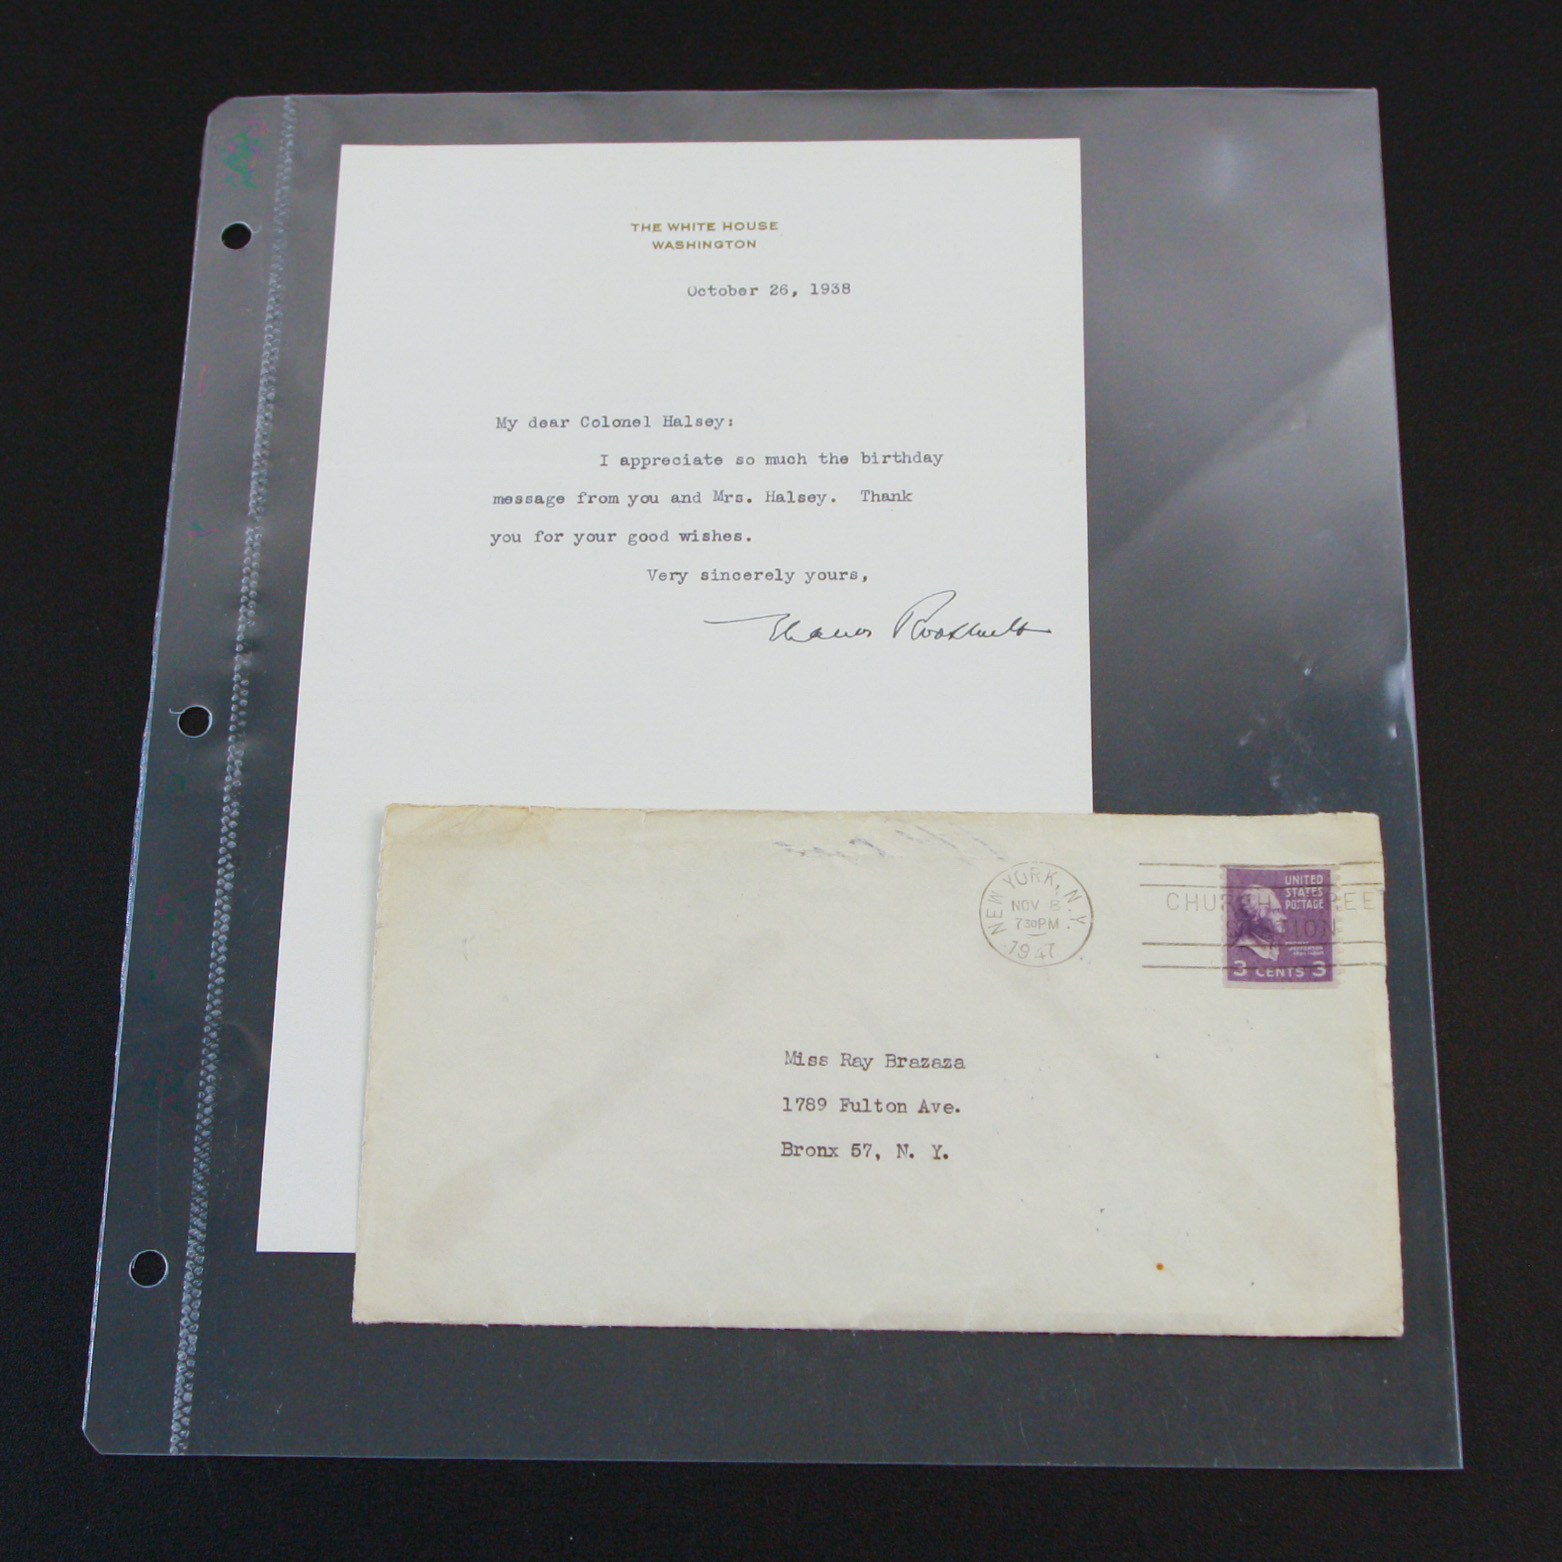 THE WHITE HOUSE
WASHINGTON
October 26, 1938
My dear Colonel Halsey:
I appreciate so much the birthday
message from you and Mrs. Halsey. Thank
you for your good wishes.
Very sincerely yours,
Eleanor Roosevelt
NEW YORK, N.Y.
NOV 8
7 30PM
1947
UNITED
STATES
POSTAGE
3 CENTS 3
Miss Ray Brazaza
1789 Fulton Ave.
Bronx 57, N. Y.